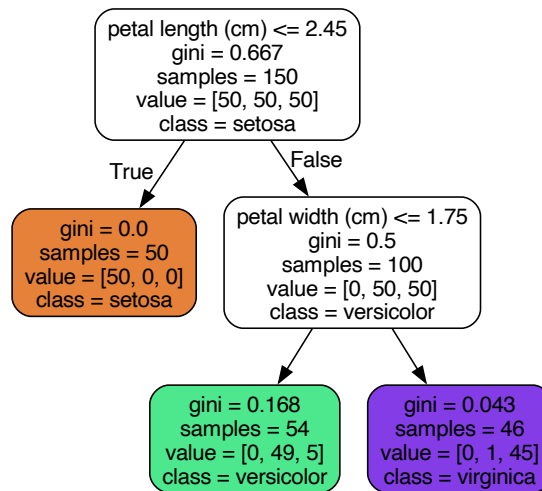 petal length (cm) <= 2.45
gini = 0.667
samples = 150
value = [50, 50, 50]
class = setosa
True
False
gini = 0.0
samples = 50
value = [50, 0, 0]
class = setosa
petal width (cm) <= 1.75
gini = 0.5
samples = 100
value = [0, 50, 50]
class = versicolor
gini = 0.168
samples = 54
value = [0, 49, 5]
class = versicolor
gini = 0.043
samples = 46
value = [0, 1, 45]
class = virginica